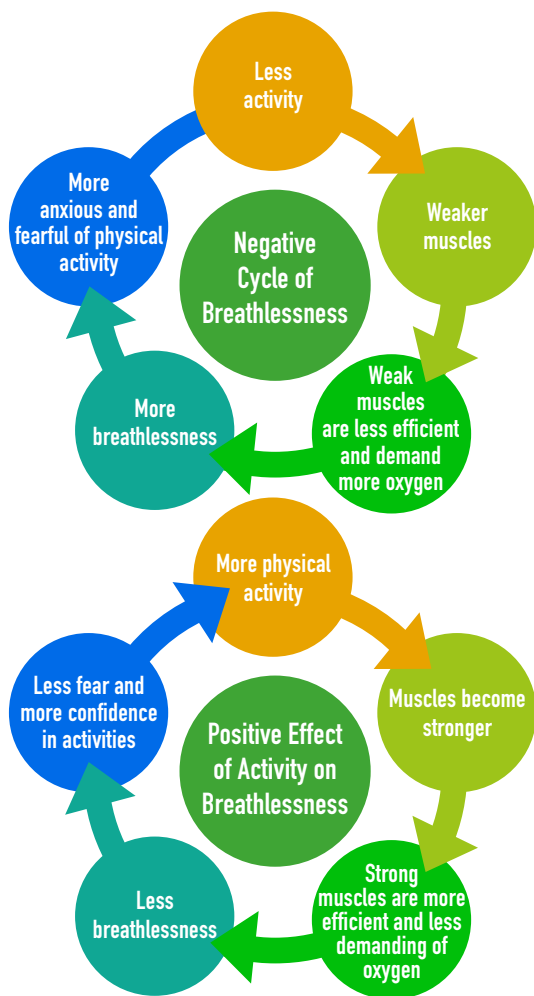 Less
activity
More
anxious and
fearful of physical
activity
Weaker
muscles
Negative
Cycle of
Breathlessness
Weak
muscles
are less efficient
and demand
more oxygen
More
breathlessness
More physical
activity
Less fear and
more confidence
in activities
Muscles become
stronger
Positive Effect
of Activity on
Breathlessness
Strong
muscles are more
efficient and less
demanding of
oxygen
Less
breathlessness